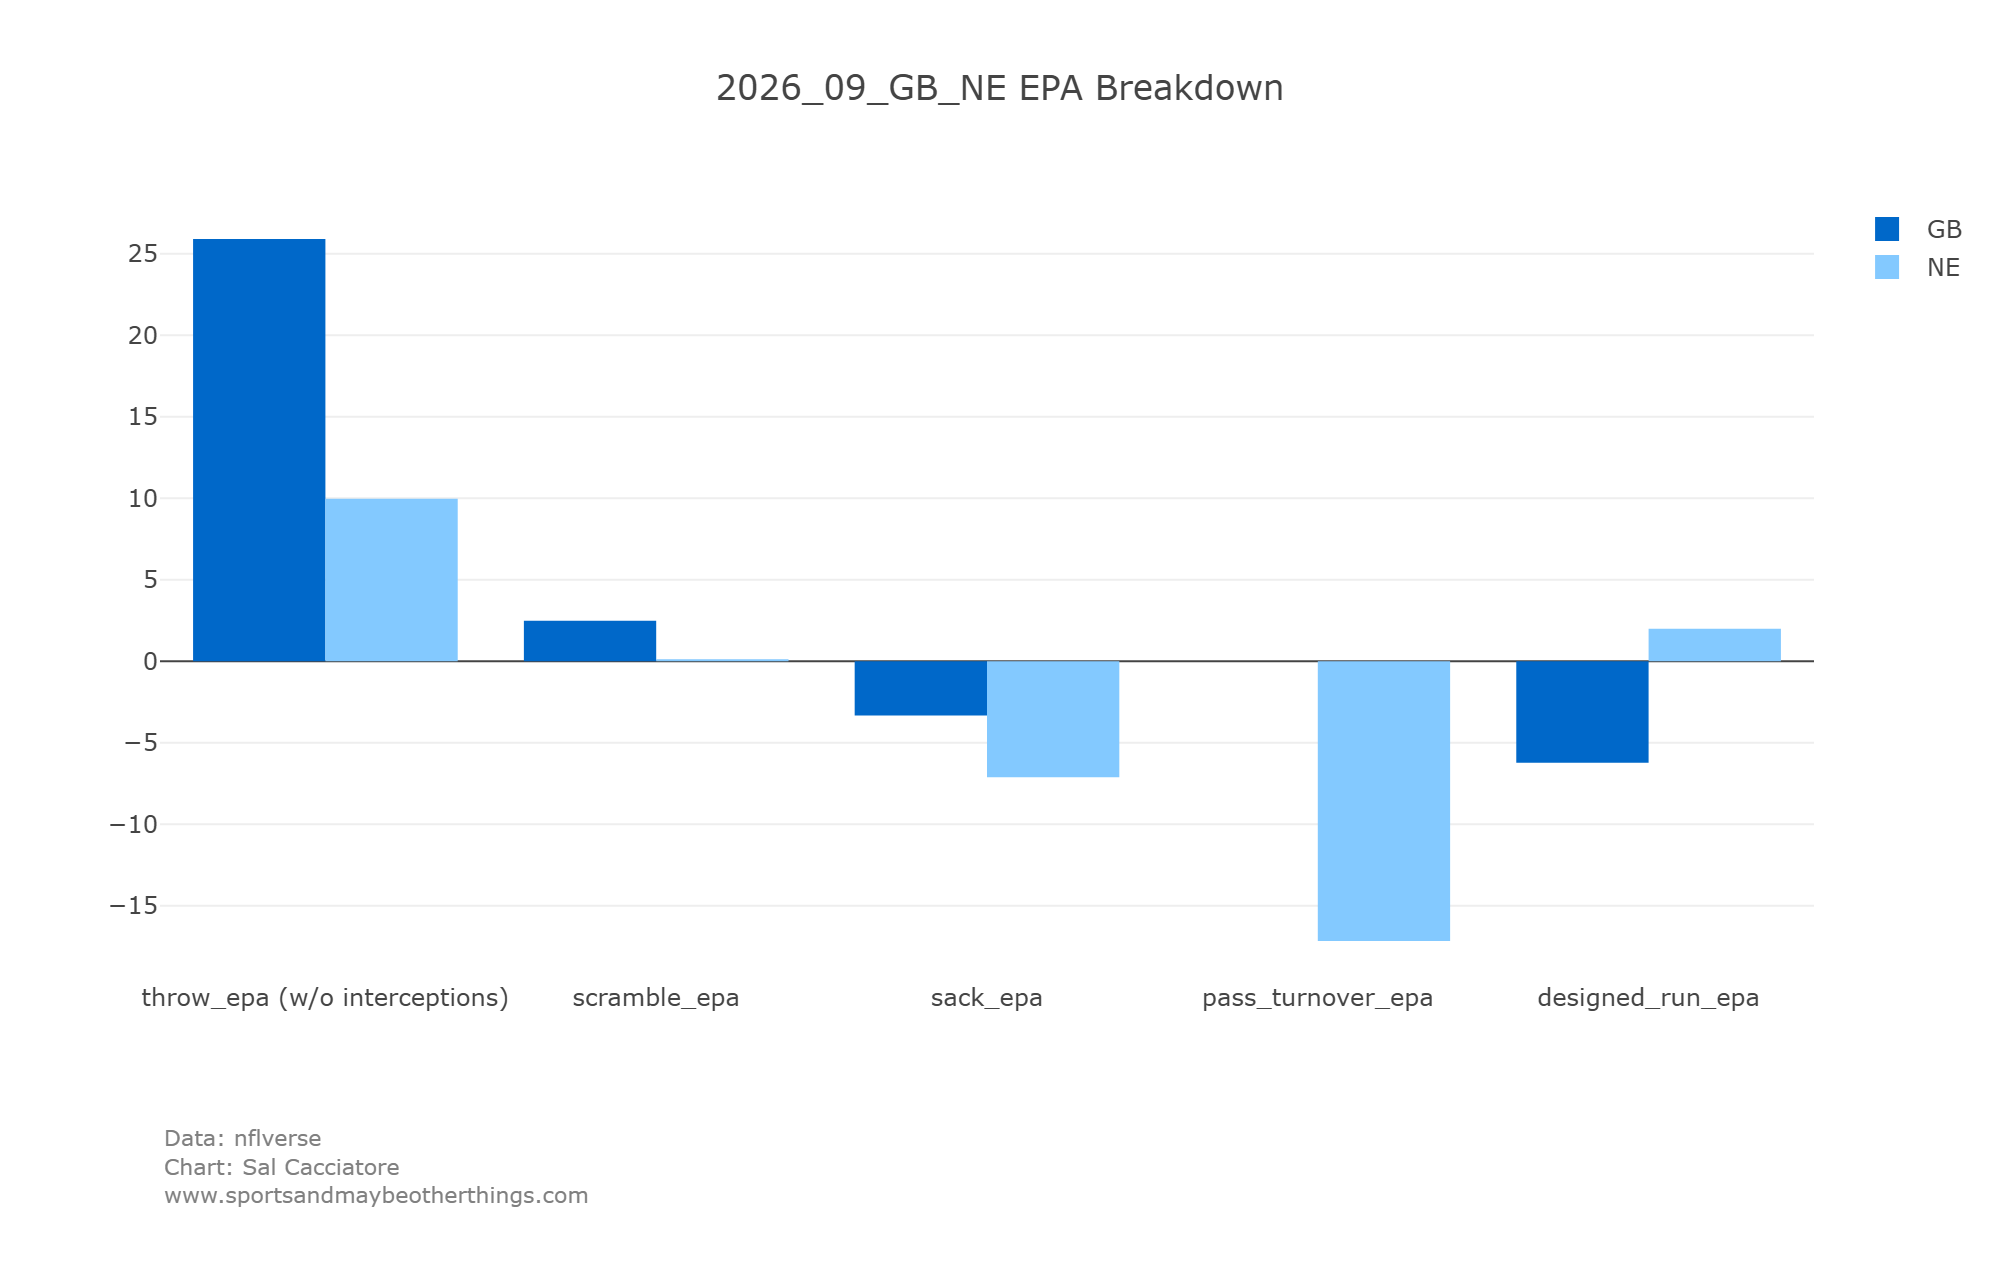 2026_09_GB_NE EPA Breakdown
GB
NE
25
20
15
10
5
0
−5
−10
−15
throw_epa (w/o interceptions)
scramble_epa
sack_epa
pass_turnover_epa
designed_run_epa
Data: nflverse
Chart: Sal Cacciatore
www.sportsandmaybeotherthings.com